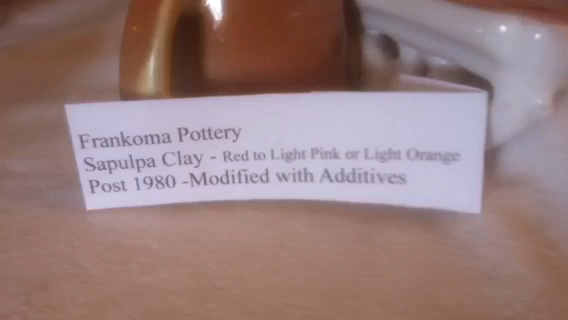 Frankoma Pottery
Sapulpa Clay - Red to Light Pink or Light Orange
Post 1980 -Modified with Additives